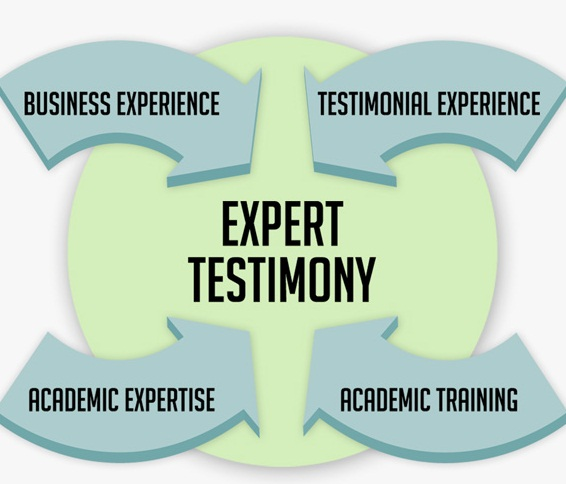 BUSINESS EXPERIENCE
TESTIMONIAL EXPERIENCE
EXPERT
TESTIMONY
ACADEMIC EXPERTISE
ACADEMIC TRAINING